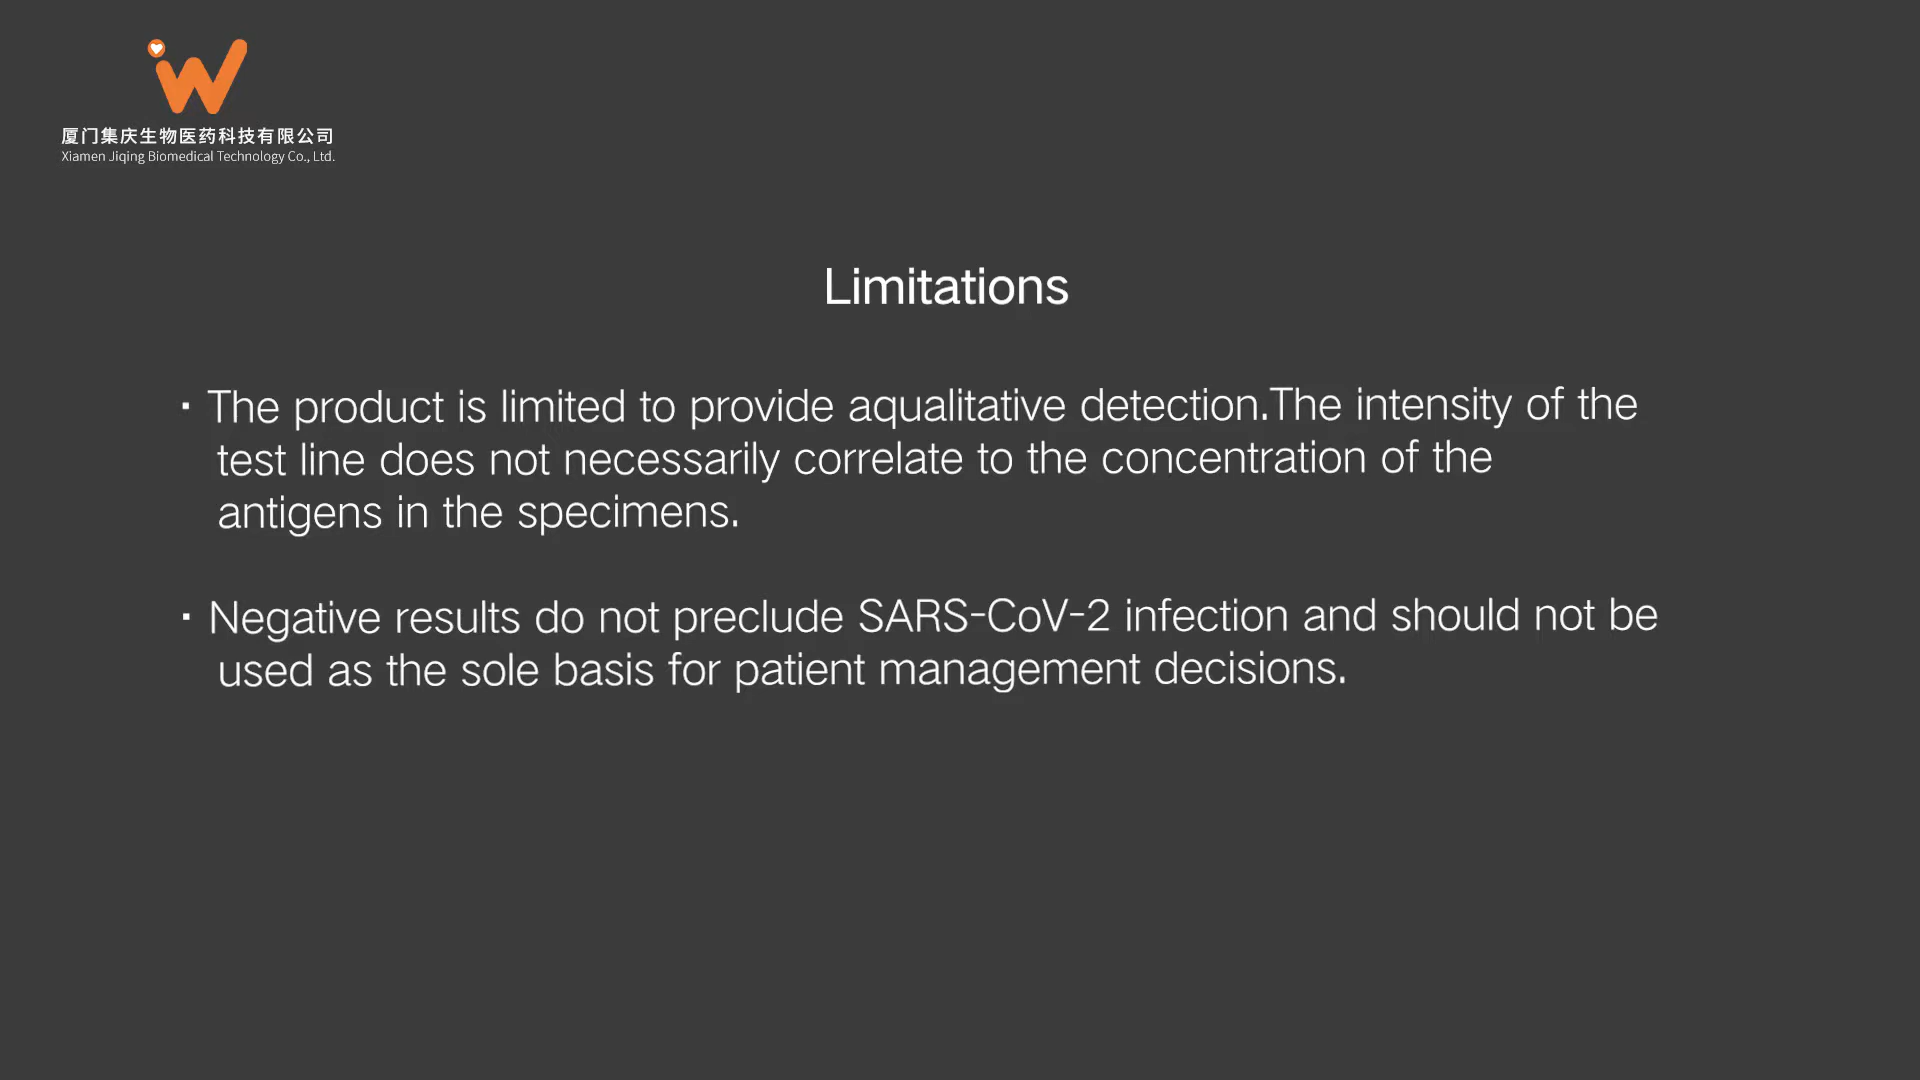 厦门集庆生物医药科技有限公司
Xiamen Jiqing Biomedical Technology Co., Ltd.
Limitations
· The product is limited to provide aqualitative detection.The intensity of the
test line does not necessarily correlate to the concentration of the
antigens in the specimens.
· Negative results do not preclude SARS-CoV-2 infection and should not be
used as the sole basis for patient management decisions.